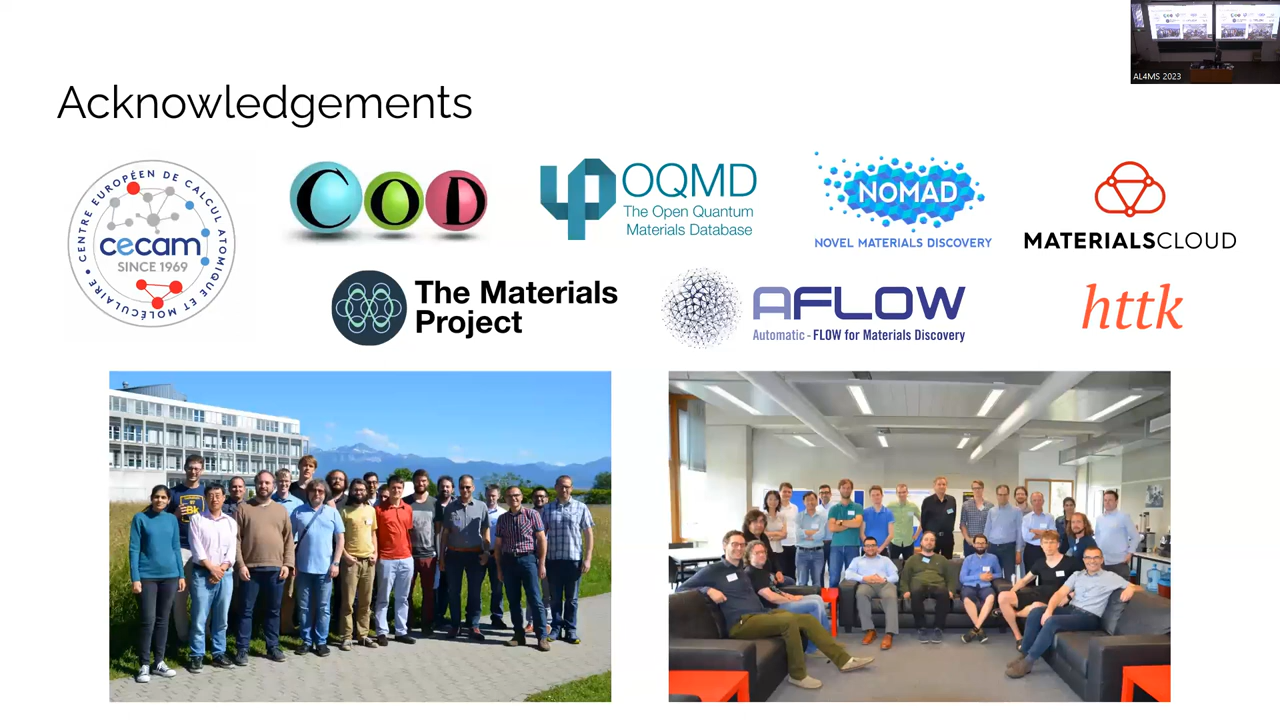 AL4MS 2023
Acknowledgements
CENTRE EUROPÉEN DE CALCUL ATOMIQUE ET MOLÉCULAIRE
cecam
SINCE 1969
COD
OQMD
The Open Quantum
Materials Database
NOMAD
NOVEL MATERIALS DISCOVERY
MATERIALSCLOUD
The Materials
Project
AFLOW
Automatic - FLOW for Materials Discovery
httk